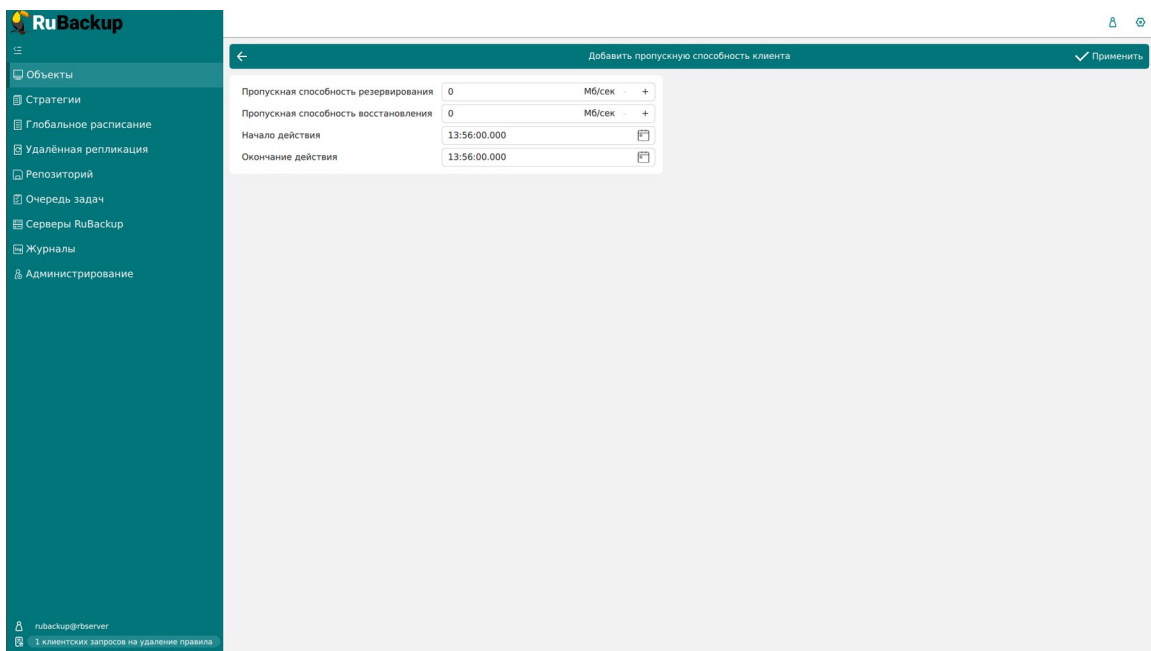 RuBackup
Добавить пропускную способность клиента
Применить
Объекты
Стратегии
Глобальное расписание
Удалённая репликация
Репозиторий
Очередь задач
Серверы RuBackup
Журналы
Администрирование
Пропускная способность резервирования 0 Мб/сек - +
Пропускная способность восстановления 0 Мб/сек - +
Начало действия 13:56:00.000
Окончание действия 13:56:00.000
rubackup@rbserver
1 клиентских запросов на удаление правила